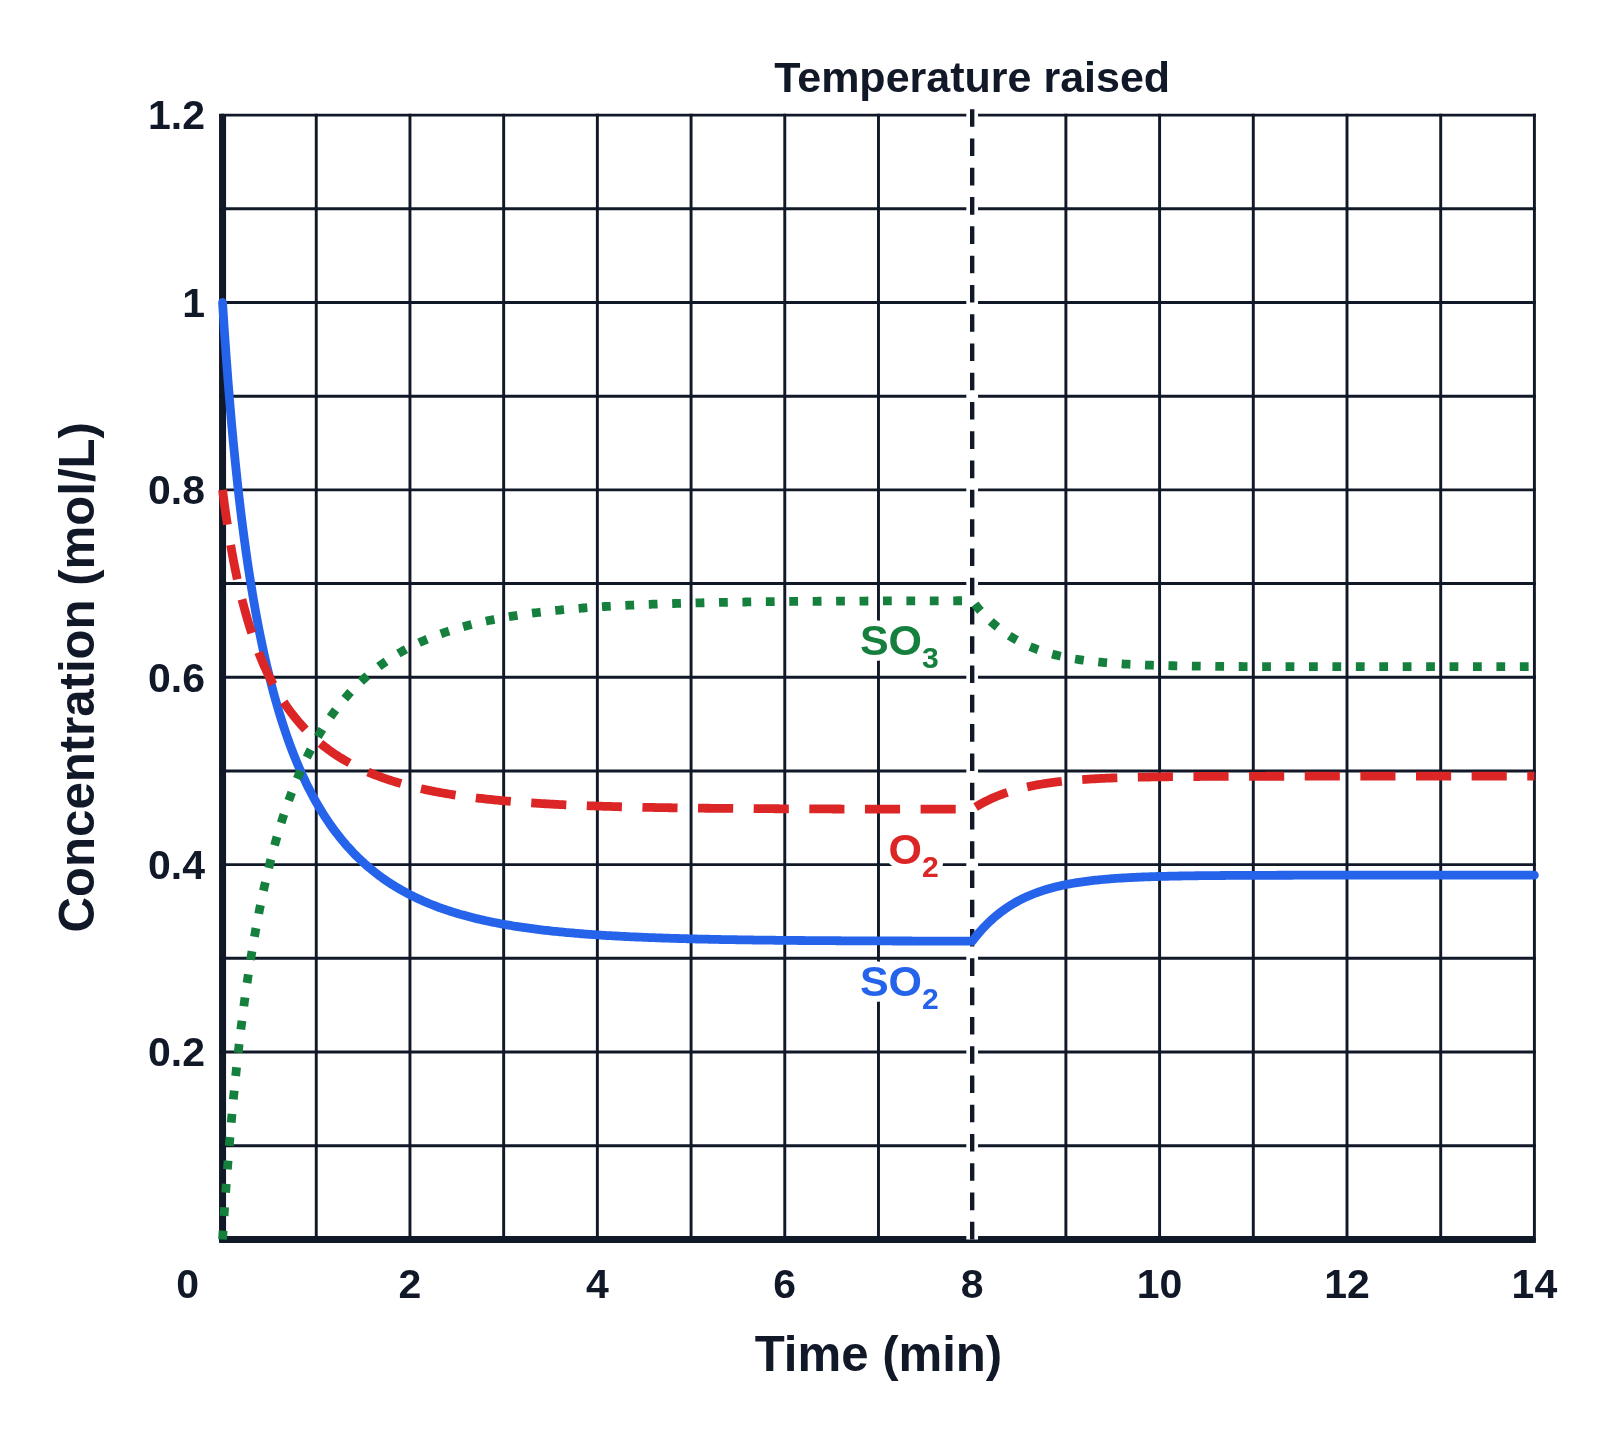 Temperature raised
1.2
1
0.8
0.6
0.4
0.2
0
Concentration (mol/L)
SO₃
O₂
SO₂
2 4 6 8 10 12 14
Time (min)